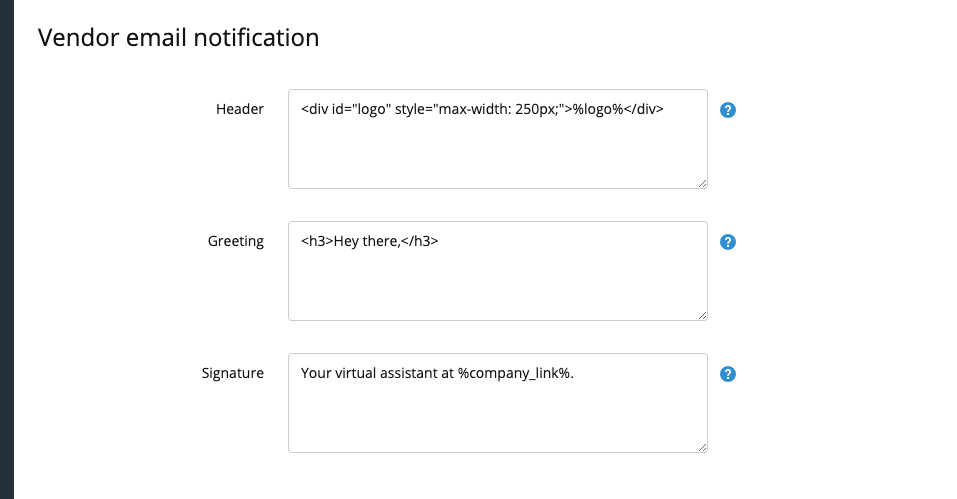 Vendor email notification
Header
<div id="logo" style="max-width: 250px;">%logo%</div>
?
Greeting
<h3>Hey there,</h3>
?
Signature
Your virtual assistant at %company_link%.
?